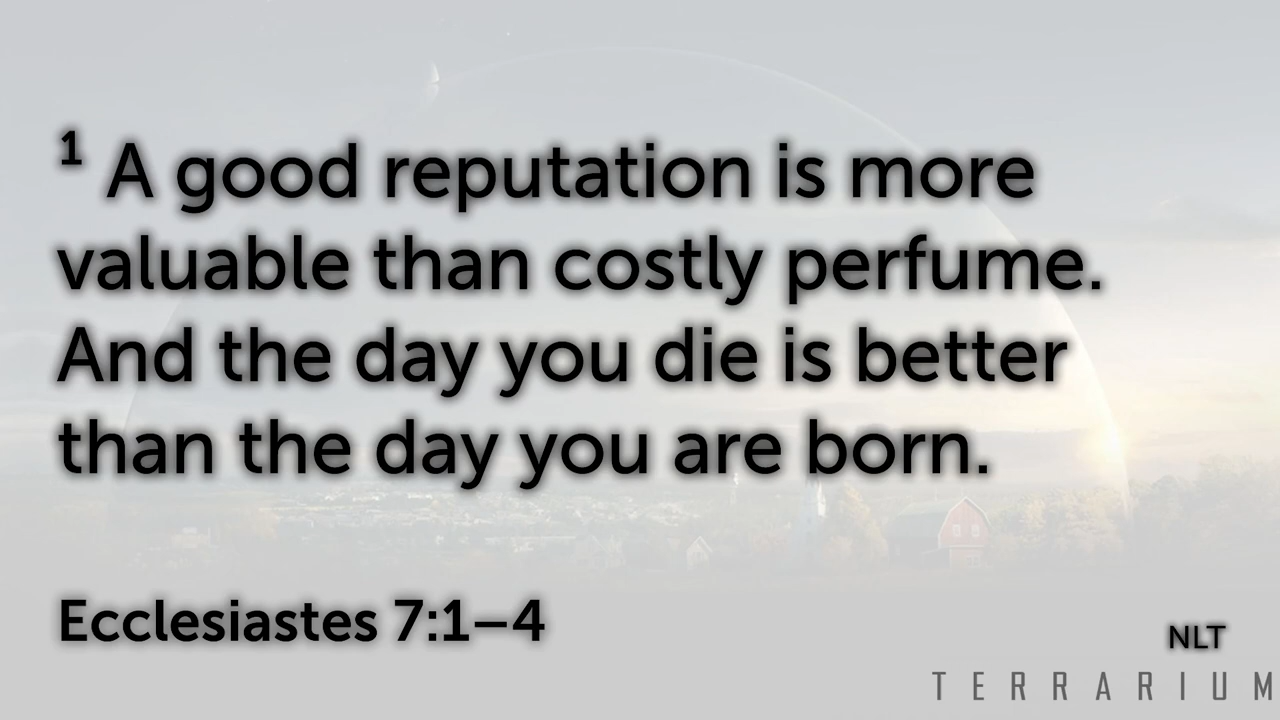 ¹ A good reputation is more
valuable than costly perfume.
And the day you die is better
than the day you are born.
Ecclesiastes 7:1–4
NLT
TERRARIUM